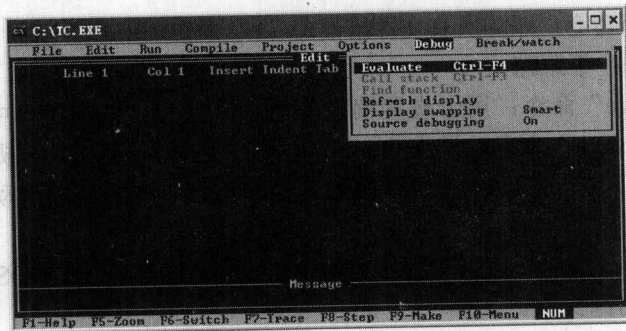 C:\TC.EXE
File Edit Run Compile Project Options Debug Break/watch
Edit
Line 1 Col 1 Insert Indent Tab
Evaluate Ctrl-F4
Call stack Ctrl-F3
Find function
Refresh display
Display swapping Smart
Source debugging On
Message
F1-Help F5-Zoom F6-Switch F7-Trace F8-Step F9-Make F10-Menu NUM